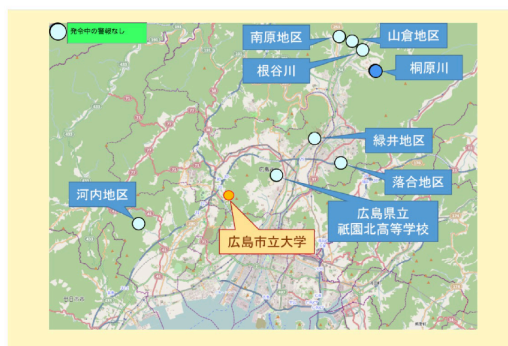 発令中の警報なし
南原地区
山倉地区
根谷川
桐原川
緑井地区
落合地区
河内地区
広島県立
祇園北高等学校
広島市立大学